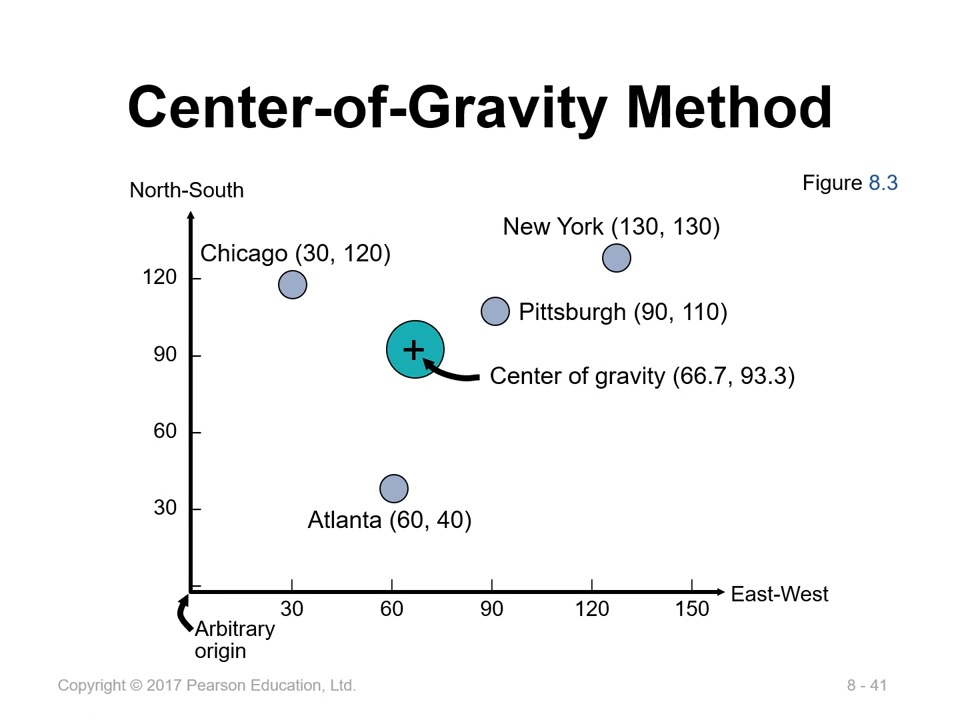 Center-of-Gravity Method
North-South
Figure 8.3
New York (130, 130)
Chicago (30, 120)
120
Pittsburgh (90, 110)
90
+
Center of gravity (66.7, 93.3)
60
30
Atlanta (60, 40)
East-West
30 60 90 120 150
Arbitrary
origin
Copyright © 2017 Pearson Education, Ltd.
8 - 41